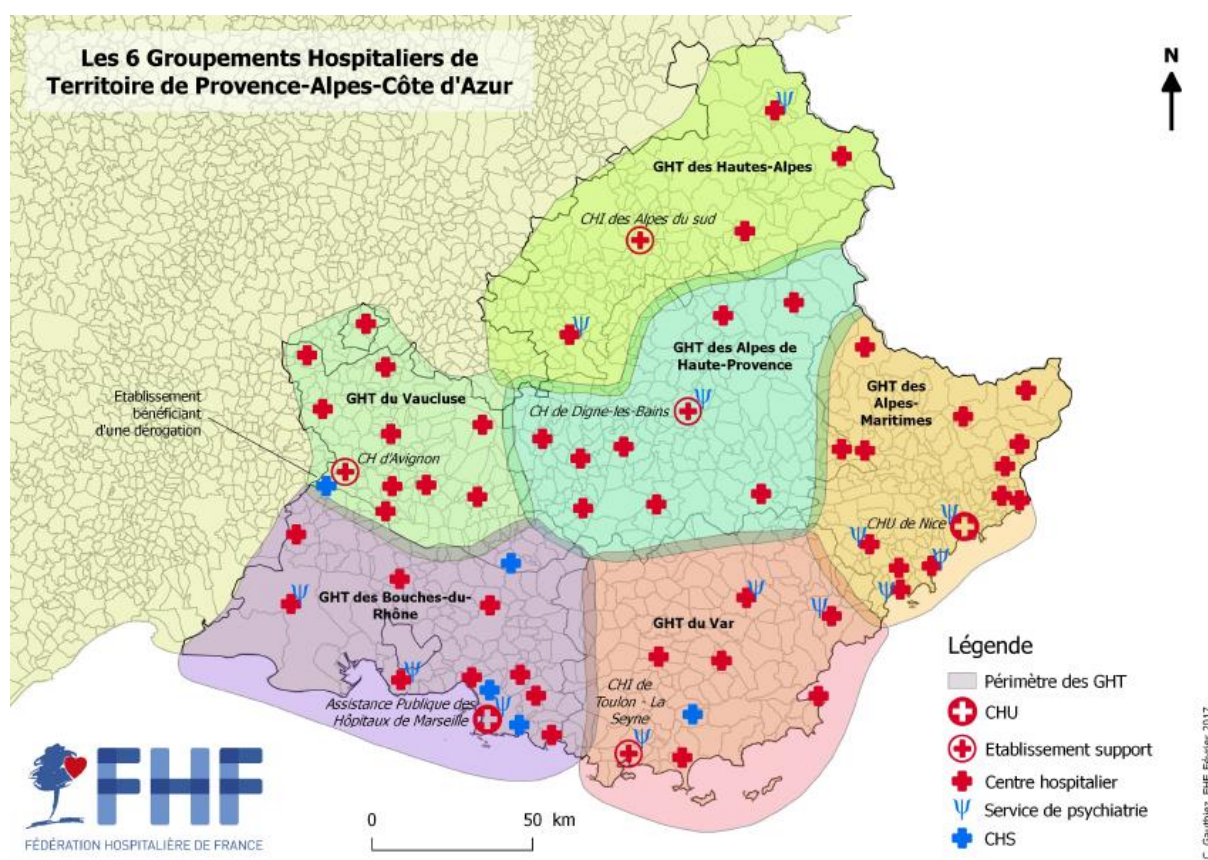 Les 6 Groupements Hospitaliers de
Territoire de Provence-Alpes-Côte d'Azur
N
GHT des Hautes-Alpes
CHI des Alpes du sud
GHT des Alpes de
Haute-Provence
CH de Digne-les-Bains
GHT des
Alpes-
Maritimes
CHU de Nice
Etablissement
bénéficiant
d'une dérogation
GHT du Vaucluse
CH d'Avignon
GHT des Bouches-du-
Rhône
Assistance Publique des
Hôpitaux de Marseille
GHT du Var
CHI de
Toulon - La
Seyne
Légende
Périmètre des GHT
CHU
Etablissement support
Centre hospitalier
Service de psychiatrie
CHS
FHF
FÉDÉRATION HOSPITALIÈRE DE FRANCE
0 50 km
C. Gauthiez, FHF, Février 2017